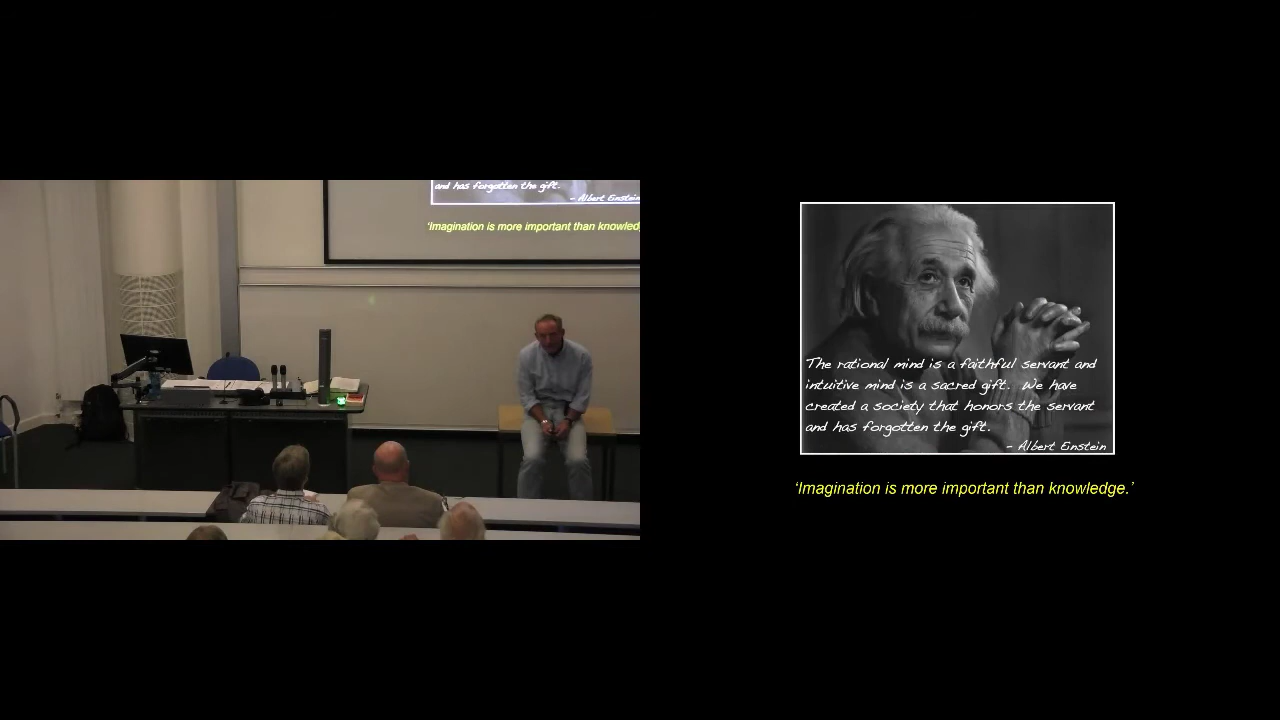 and has forgotten the gift.
– Albert Einstein
‘Imagination is more important than knowled
The rational mind is a faithful servant and
intuitive mind is a sacred gift. We have
created a society that honors the servant
and has forgotten the gift.
– Albert Einstein
‘Imagination is more important than knowledge.’